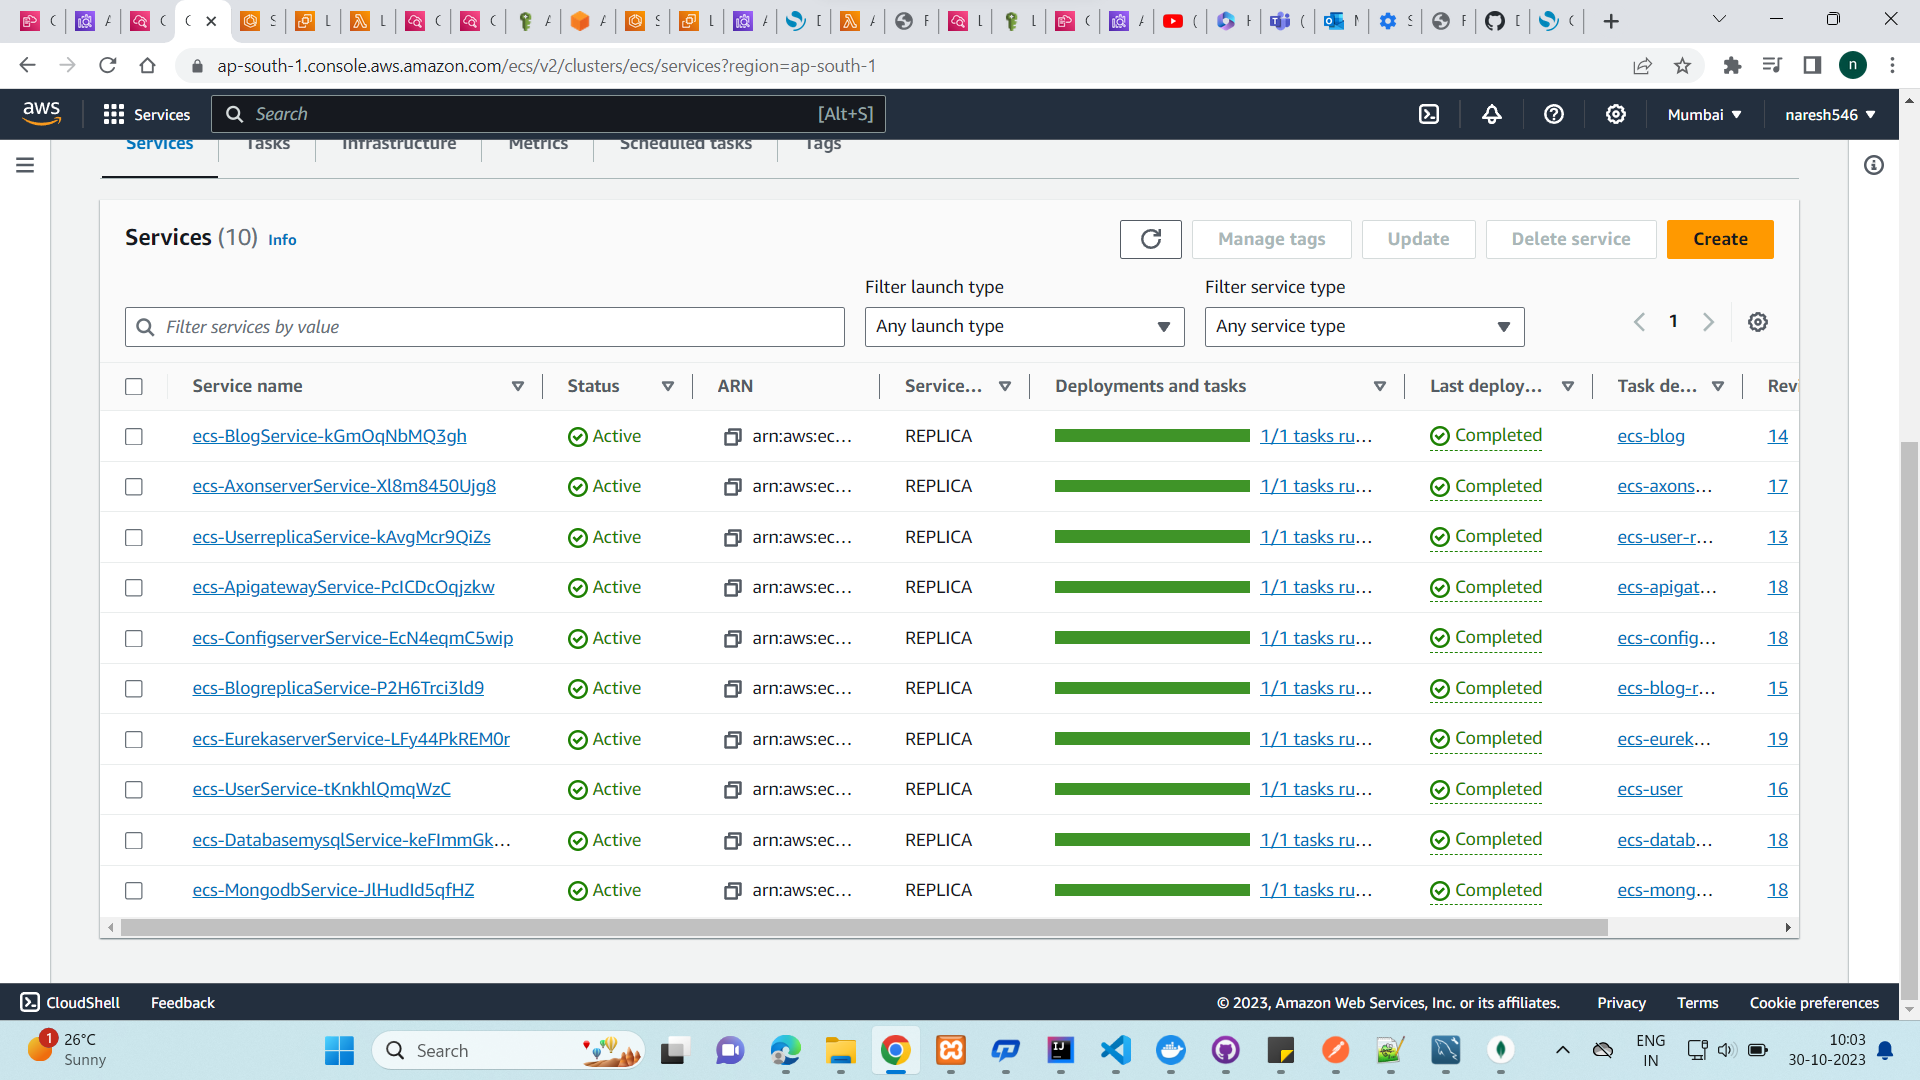 ap-south-1.console.aws.amazon.com/ecs/v2/clusters/ecs/services?region=ap-south-1
n
aws
Services
Search
[Alt+S]
Mumbai
naresh546
Services
Tasks
Infrastructure
Metrics
Scheduled tasks
Tags
Services (10) Info
Manage tags
Update
Delete service
Create
Filter launch type
Filter service type
Filter services by value
Any launch type
Any service type
1
Service name Status ARN Service... Deployments and tasks Last deploy... Task de... Revi
ecs-BlogService-kGmOqNbMQ3gh Active arn:aws:ec... REPLICA 1/1 tasks ru... Completed ecs-blog 14
ecs-AxonserverService-Xl8m8450Ujg8 Active arn:aws:ec... REPLICA 1/1 tasks ru... Completed ecs-axons... 17
ecs-UserreplicaService-kAvgMcr9QiZs Active arn:aws:ec... REPLICA 1/1 tasks ru... Completed ecs-user-r... 13
ecs-ApigatewayService-PcICDcOqjzkw Active arn:aws:ec... REPLICA 1/1 tasks ru... Completed ecs-apigat... 18
ecs-ConfigserverService-EcN4eqmC5wip Active arn:aws:ec... REPLICA 1/1 tasks ru... Completed ecs-config... 18
ecs-BlogreplicaService-P2H6Trci3ld9 Active arn:aws:ec... REPLICA 1/1 tasks ru... Completed ecs-blog-r... 15
ecs-EurekaserverService-LFy44PkREM0r Active arn:aws:ec... REPLICA 1/1 tasks ru... Completed ecs-eurek... 19
ecs-UserService-tKnkhlQmqWzC Active arn:aws:ec... REPLICA 1/1 tasks ru... Completed ecs-user 16
ecs-DatabasemysqlService-keFImmGk... Active arn:aws:ec... REPLICA 1/1 tasks ru... Completed ecs-datab... 18
ecs-MongodbService-JlHudId5qfHZ Active arn:aws:ec... REPLICA 1/1 tasks ru... Completed ecs-mong... 18
CloudShell
Feedback
© 2023, Amazon Web Services, Inc. or its affiliates.
Privacy
Terms
Cookie preferences
1
26°C
Sunny
Search
ENG
IN
10:03
30-10-2023